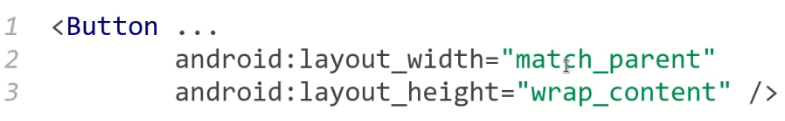 1 <Button ...
2 android:layout_width="match_parent"
3 android:layout_height="wrap_content" />